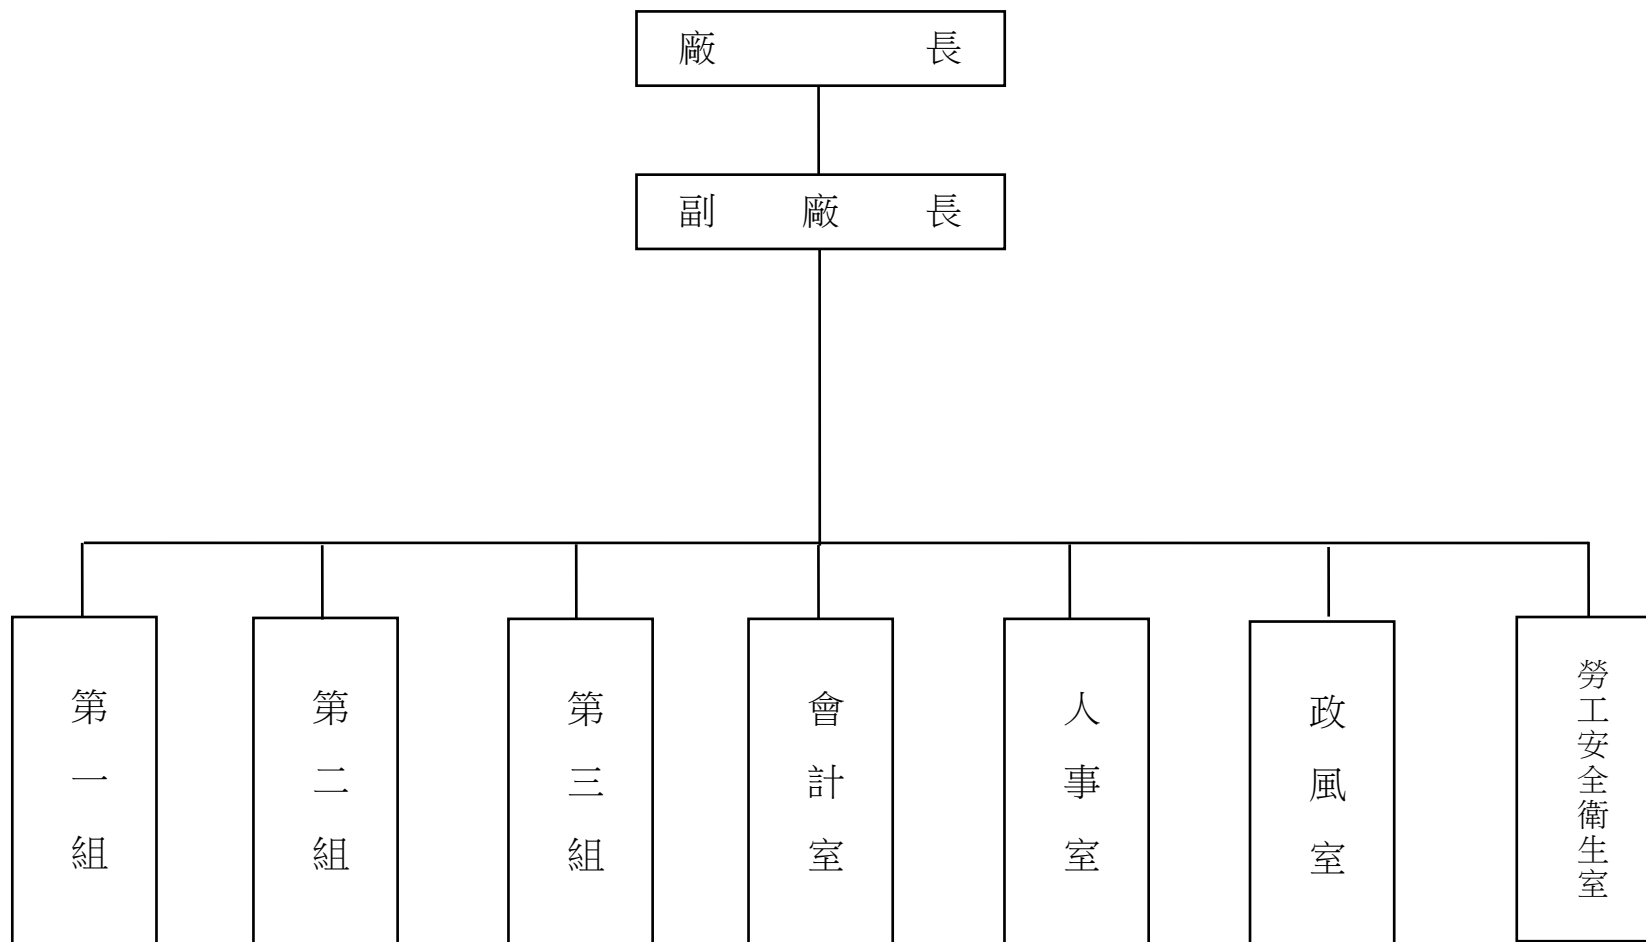 廠長
副廠長
第一組
第二組
第三組
會計室
人事室
政風室
勞工安全衛生室